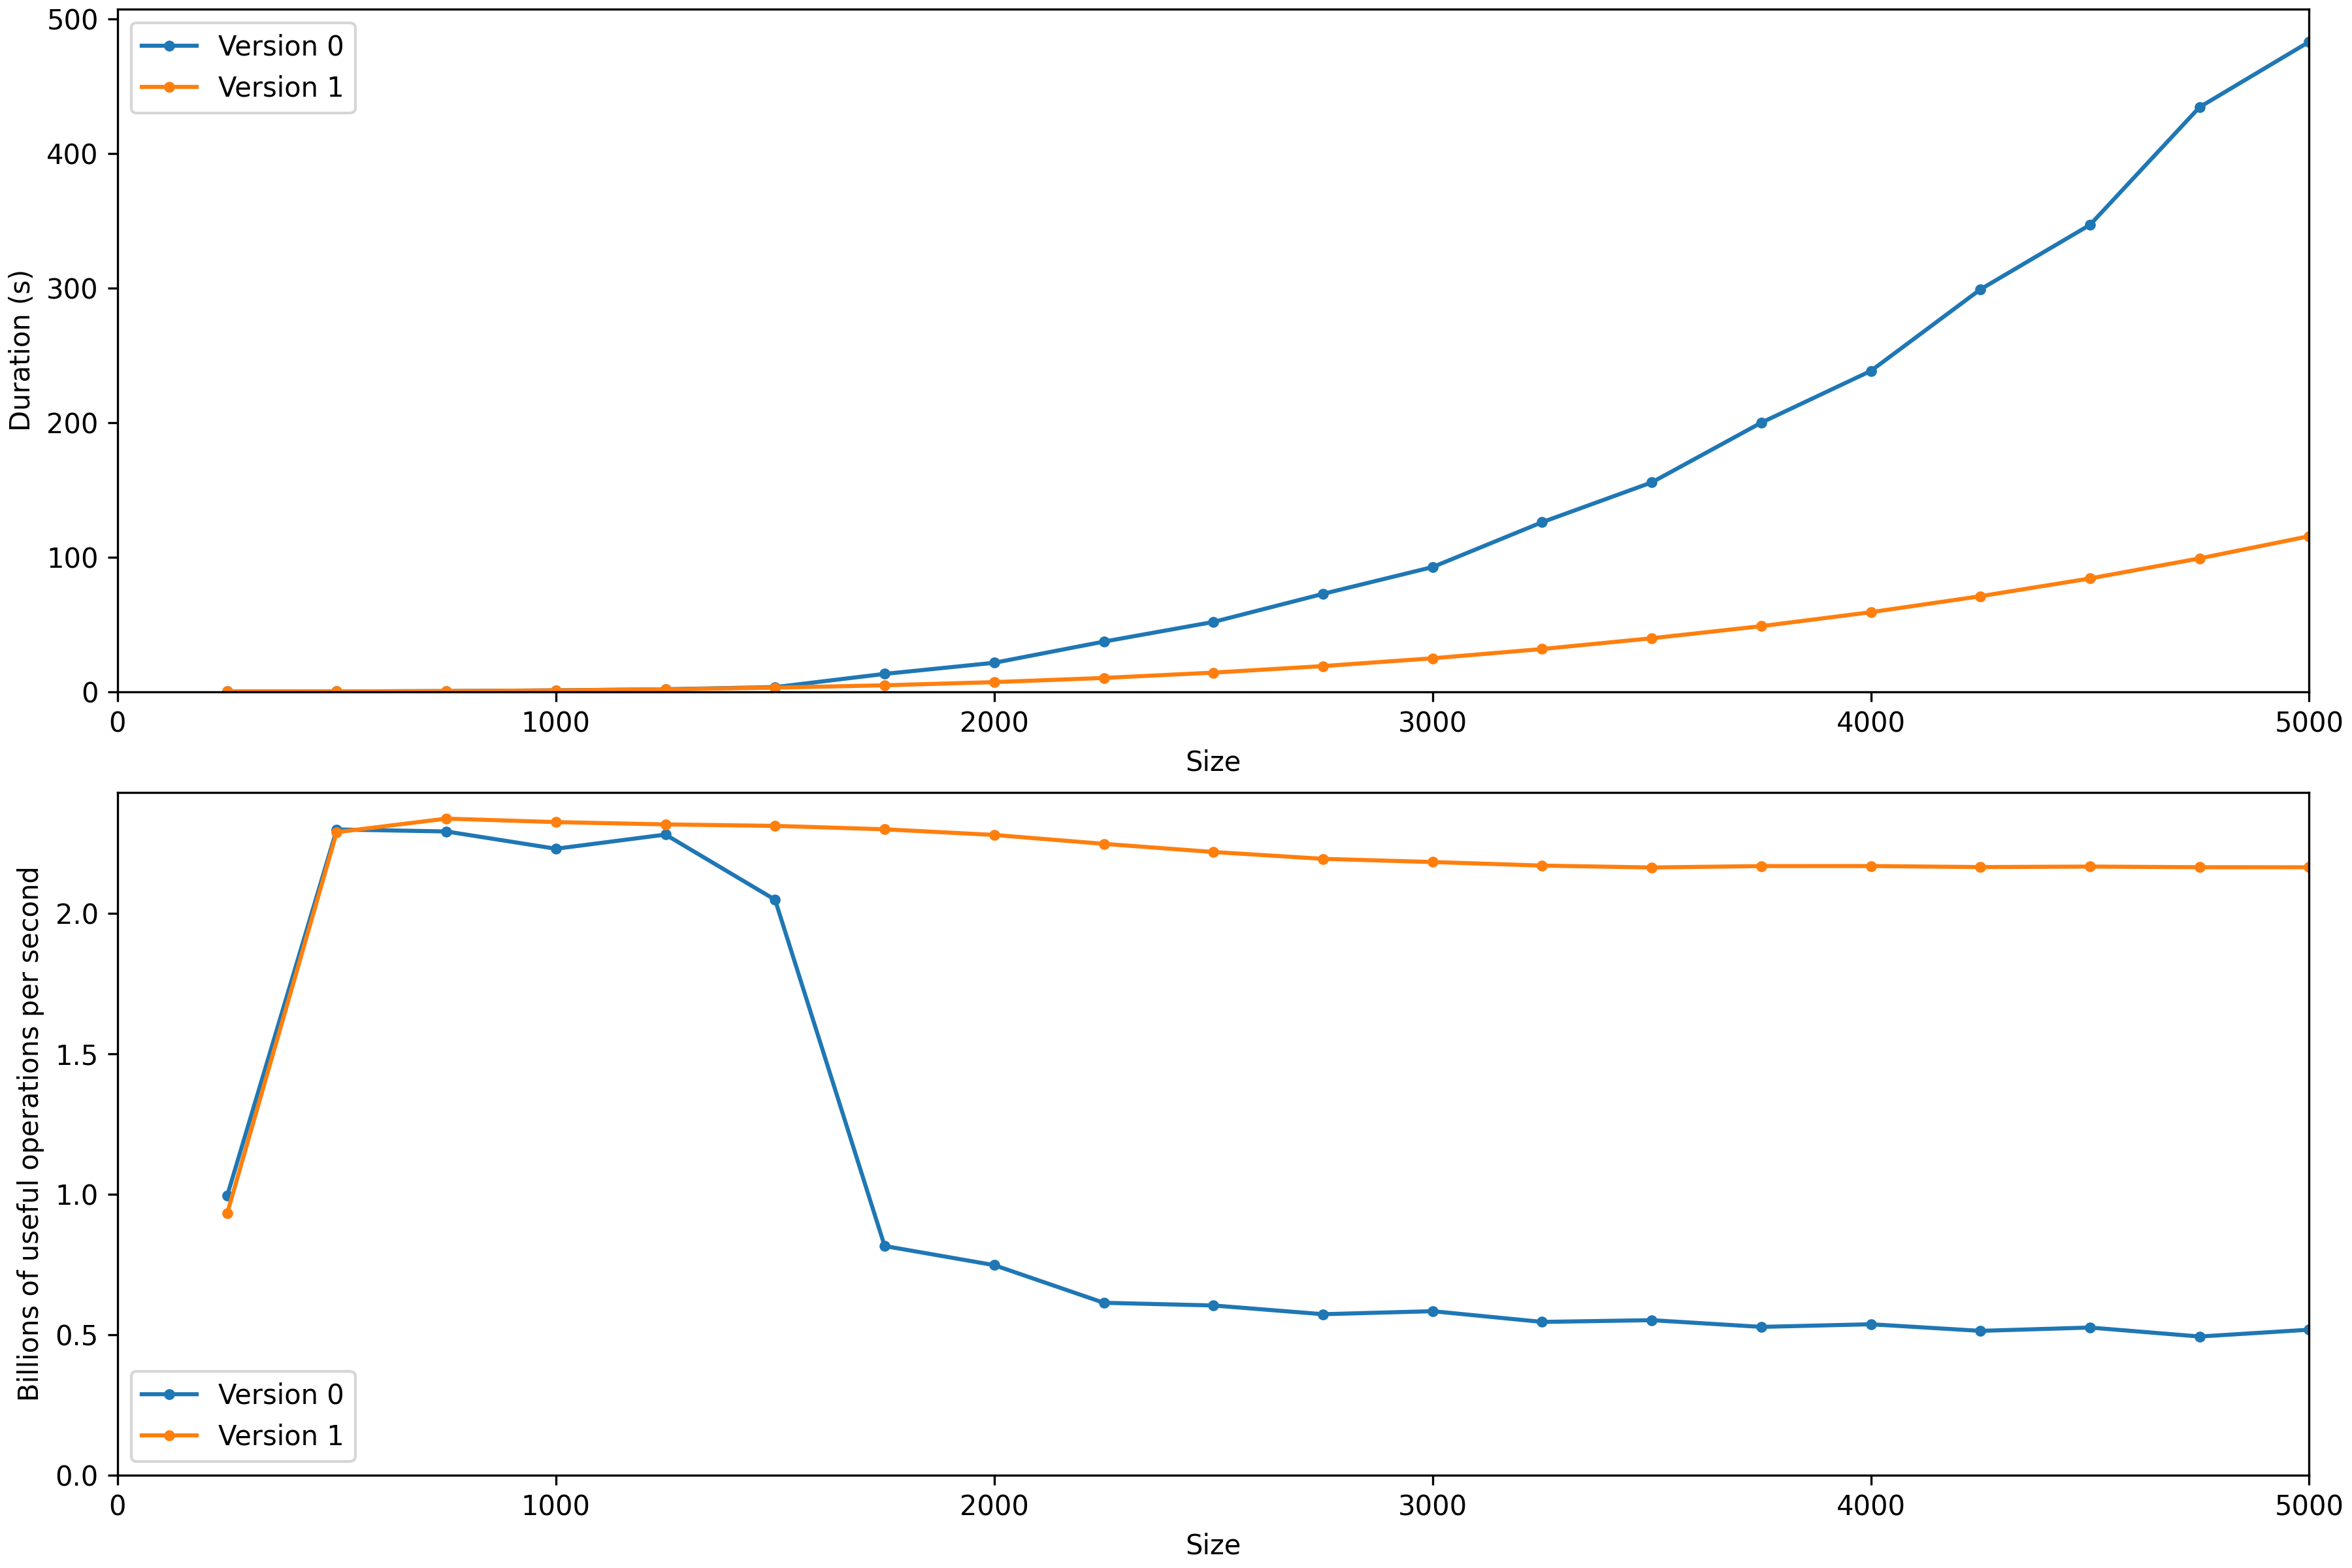 500
400
300
200
100
0
Duration (s)
Version 0
Version 1
0 1000 2000 3000 4000 5000
Size
2.0
1.5
1.0
0.5
0.0
Billions of useful operations per second
Version 0
Version 1
0 1000 2000 3000 4000 5000
Size